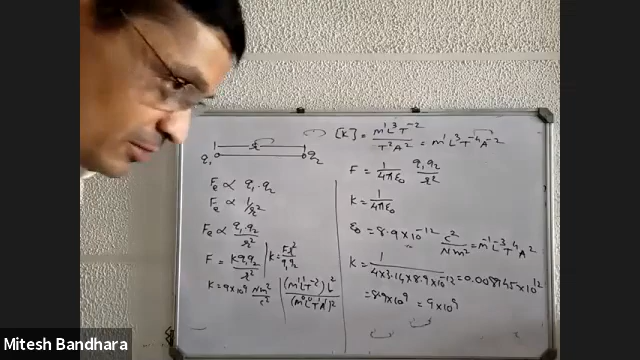 q₁ r q₂
Fe ∝ q₁·q₂
Fe ∝ 1/r²
Fe ∝ q₁·q₂/r²
F = Kq₁q₂/r² | K = Fr²/q₁q₂
K = 9×10⁹ Nm²/C² | (M¹L¹T⁻²) L²/(M⁰L⁰T¹A¹)²
[K] = M¹L³T⁻²/T²A² = M¹L³T⁻⁴A⁻²
F = 1/4πε₀ q₁q₂/r²
K = 1/4πε₀
ε₀ = 8.9×10⁻¹² C²/Nm² = M⁻¹L⁻³T⁴A²
K = 1/4×3.14×8.9×10⁻¹² = 0.008945×10¹²
= 8.9×10⁹ = 9×10⁹
Mitesh Bandhara